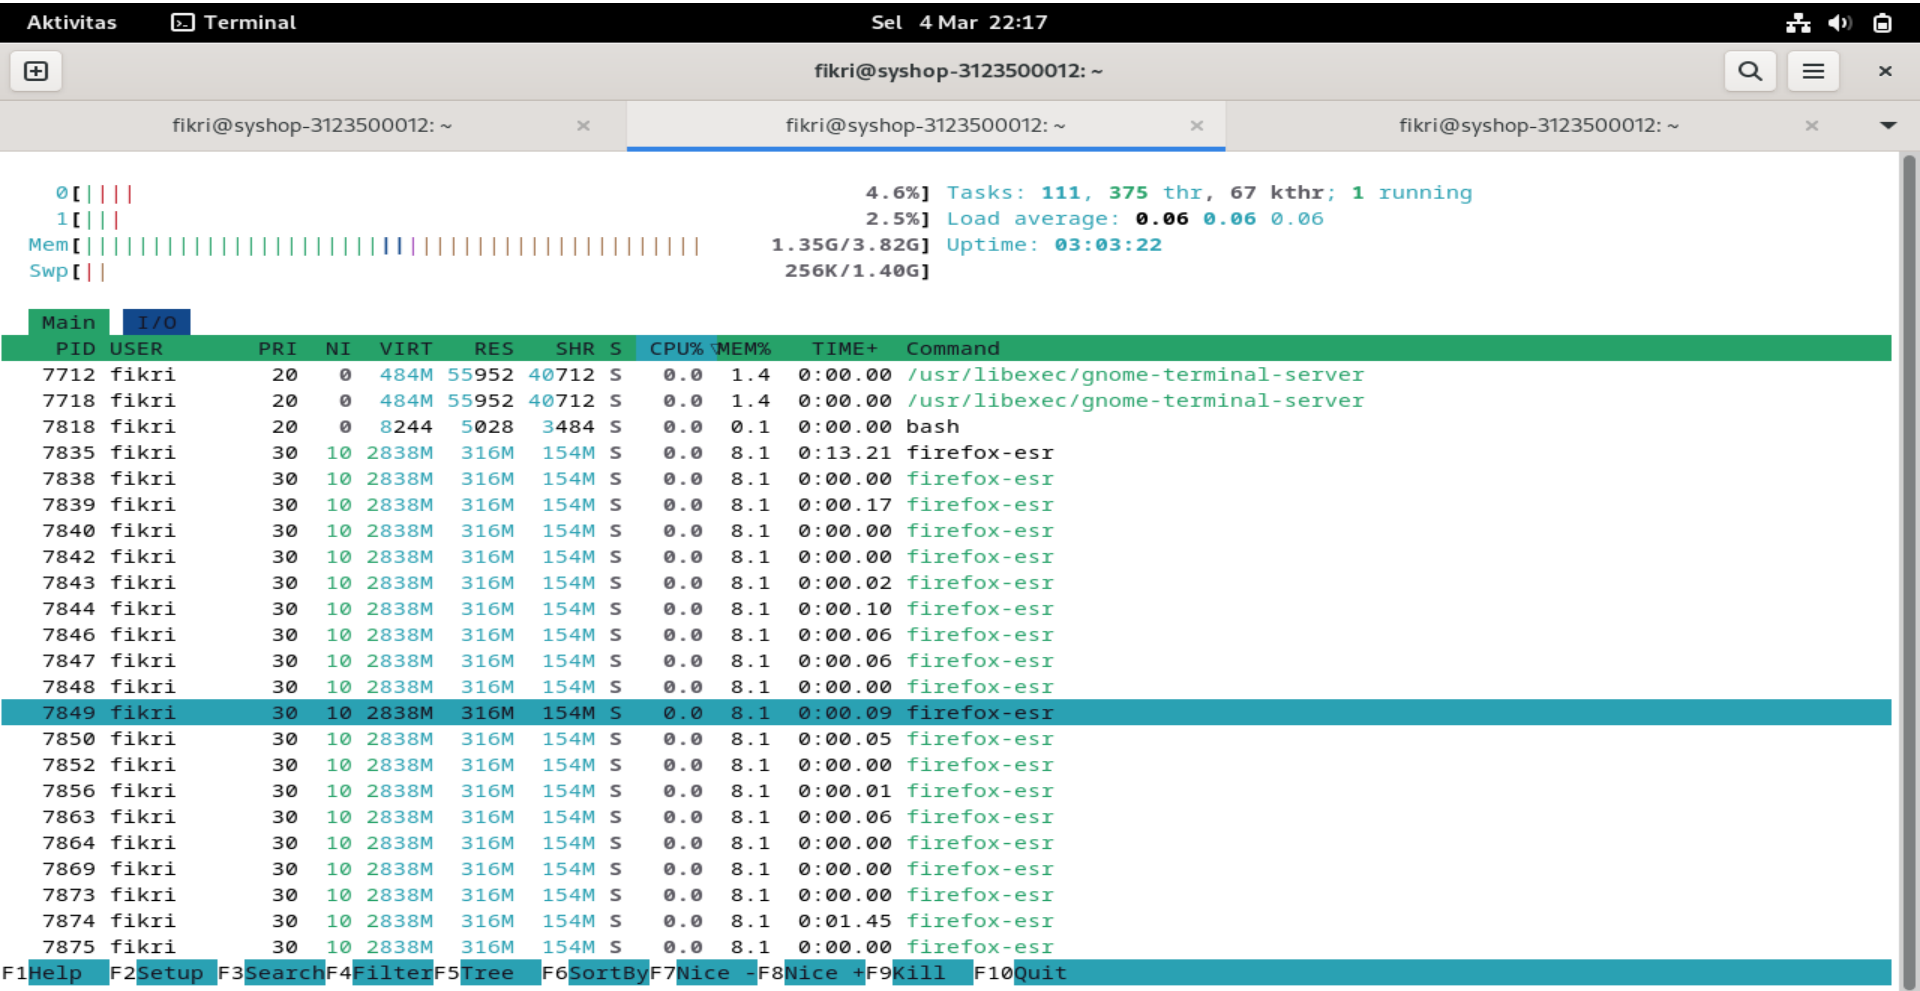 Aktivitas Terminal Sel 4 Mar 22:17
fikri@syshop-3123500012: ~
fikri@syshop-3123500012: ~ × fikri@syshop-3123500012: ~ × fikri@syshop-3123500012: ~ ×
0[|||| 4.6%] Tasks: 111, 375 thr, 67 kthr; 1 running
1[||| 2.5%] Load average: 0.06 0.06 0.06
Mem[||||||||||||||||||||||||||||||||||||||||||||||| 1.35G/3.82G] Uptime: 03:03:22
Swp[|| 256K/1.40G]
Main I/O
PID USER PRI NI VIRT RES SHR S CPU%▽MEM% TIME+ Command
7712 fikri 20 0 484M 55952 40712 S 0.0 1.4 0:00.00 /usr/libexec/gnome-terminal-server
7718 fikri 20 0 484M 55952 40712 S 0.0 1.4 0:00.00 /usr/libexec/gnome-terminal-server
7818 fikri 20 0 8244 5028 3484 S 0.0 0.1 0:00.00 bash
7835 fikri 30 10 2838M 316M 154M S 0.0 8.1 0:13.21 firefox-esr
7838 fikri 30 10 2838M 316M 154M S 0.0 8.1 0:00.00 firefox-esr
7839 fikri 30 10 2838M 316M 154M S 0.0 8.1 0:00.17 firefox-esr
7840 fikri 30 10 2838M 316M 154M S 0.0 8.1 0:00.00 firefox-esr
7842 fikri 30 10 2838M 316M 154M S 0.0 8.1 0:00.00 firefox-esr
7843 fikri 30 10 2838M 316M 154M S 0.0 8.1 0:00.02 firefox-esr
7844 fikri 30 10 2838M 316M 154M S 0.0 8.1 0:00.10 firefox-esr
7846 fikri 30 10 2838M 316M 154M S 0.0 8.1 0:00.06 firefox-esr
7847 fikri 30 10 2838M 316M 154M S 0.0 8.1 0:00.06 firefox-esr
7848 fikri 30 10 2838M 316M 154M S 0.0 8.1 0:00.00 firefox-esr
7849 fikri 30 10 2838M 316M 154M S 0.0 8.1 0:00.09 firefox-esr
7850 fikri 30 10 2838M 316M 154M S 0.0 8.1 0:00.05 firefox-esr
7852 fikri 30 10 2838M 316M 154M S 0.0 8.1 0:00.00 firefox-esr
7856 fikri 30 10 2838M 316M 154M S 0.0 8.1 0:00.01 firefox-esr
7863 fikri 30 10 2838M 316M 154M S 0.0 8.1 0:00.06 firefox-esr
7864 fikri 30 10 2838M 316M 154M S 0.0 8.1 0:00.00 firefox-esr
7869 fikri 30 10 2838M 316M 154M S 0.0 8.1 0:00.00 firefox-esr
7873 fikri 30 10 2838M 316M 154M S 0.0 8.1 0:00.00 firefox-esr
7874 fikri 30 10 2838M 316M 154M S 0.0 8.1 0:01.45 firefox-esr
7875 fikri 30 10 2838M 316M 154M S 0.0 8.1 0:00.00 firefox-esr
F1Help F2Setup F3SearchF4FilterF5Tree F6SortByF7Nice -F8Nice +F9Kill F10Quit